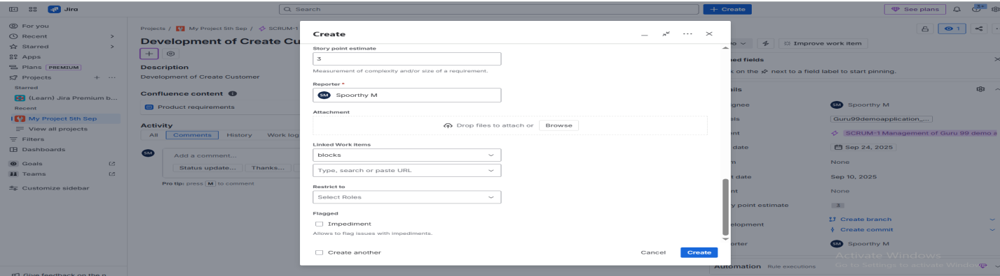 Jira
Search
+ Create
See plans
3+
For you
Recent
Starred
Apps
Plans PREMIUM
Projects
Starred
(Learn) Jira Premium b...
Recent
My Project 5th Sep
View all projects
Filters
Dashboards
Goals
Teams
Customize sidebar
Projects / My Project 5th Sep / SCRUM-1
Development of Create Cu
Description
Development of Create Customer
Confluence content
Product requirements
Activity
All Comments History Work log
SM
Add a comment...
Status update... Thanks...
Pro tip: press M to comment
Create
Story point estimate
3
Measurement of complexity and/or size of a requirement.
Reporter *
SM Spoorthy M
Attachment
Drop files to attach or Browse
Linked Work items
blocks
Type, search or paste URL
Restrict to
Select Roles
Flagged
Impediment
Allows to flag issues with impediments.
Create another
Cancel Create
1
o
Improve work item
ed fields
k on the next to a field label to start pinning.
ails
gnee SM Spoorthy M
els Guru99demoapplication_...
ent SCRUM-1 Management of Guru 99 demo a
date Sep 24, 2025
m None
t date Sep 10, 2025
nt None
y point estimate 3
elopment Create branch
Create commit
orter SM Spoorthy M
Automation Rule executions
Activate Windows
Go to Settings to activate Windows